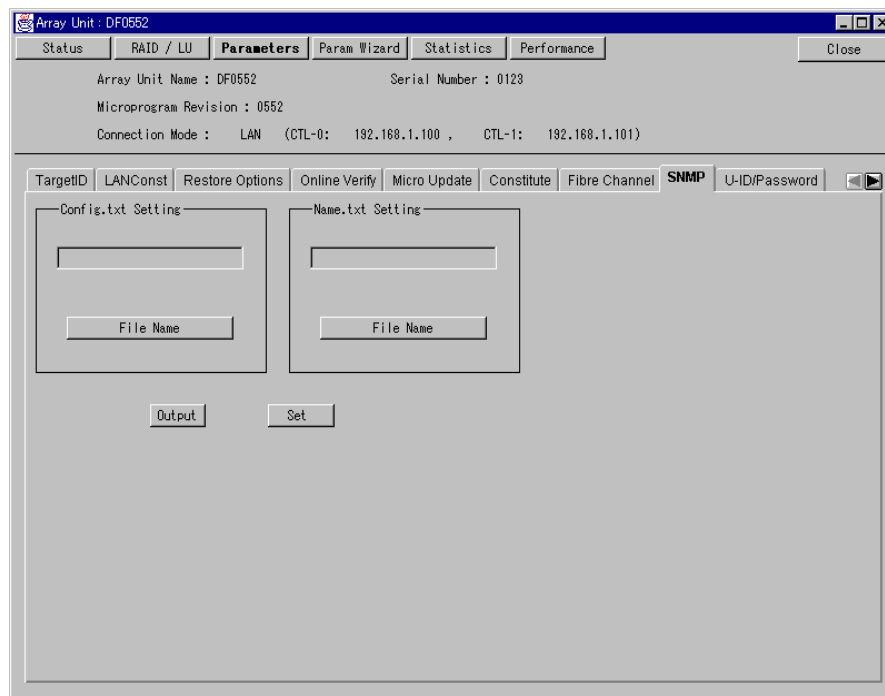 Array Unit : DF0552
Status RAID / LU Parameters Param Wizard Statistics Performance Close
Array Unit Name : DF0552 Serial Number : 0123
Microprogram Revision : 0552
Connection Mode : LAN (CTL-0: 192.168.1.100 , CTL-1: 192.168.1.101)
TargetID LANConst Restore Options Online Verify Micro Update Constitute Fibre Channel SNMP U-ID/Password
Config.txt Setting Name.txt Setting
File Name File Name
Output Set